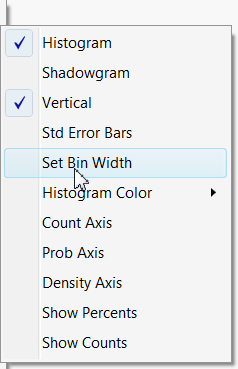 Histogram
Shadowgram
Vertical
Std Error Bars
Set Bin Width
Histogram Color
Count Axis
Prob Axis
Density Axis
Show Percents
Show Counts